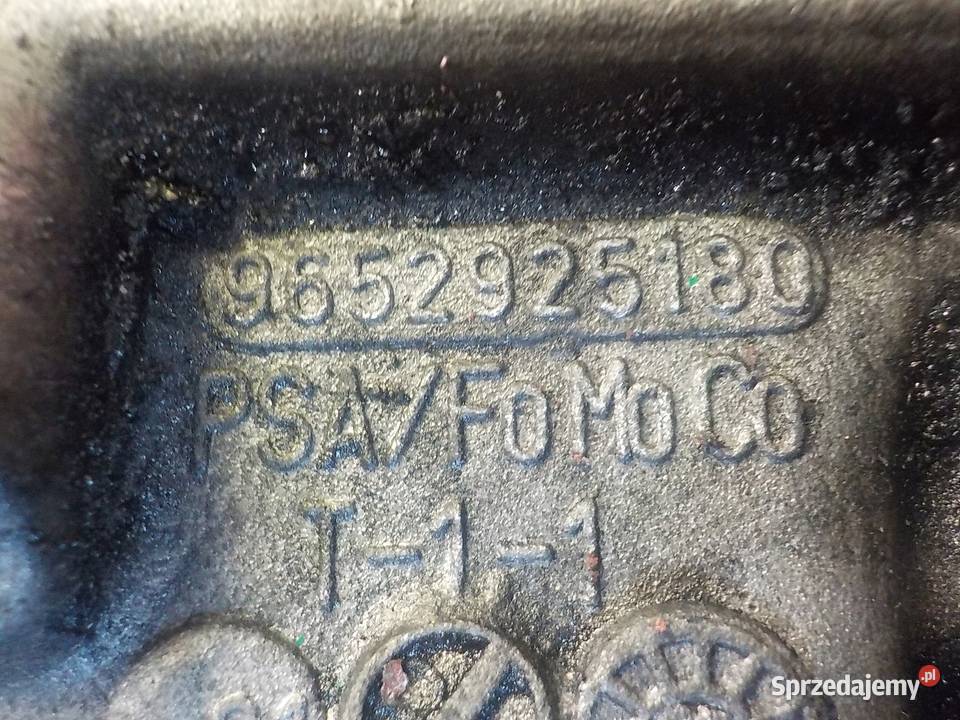 9652925180
PSA/FoMoCo
T-1-1
Sprzedajemy.pl